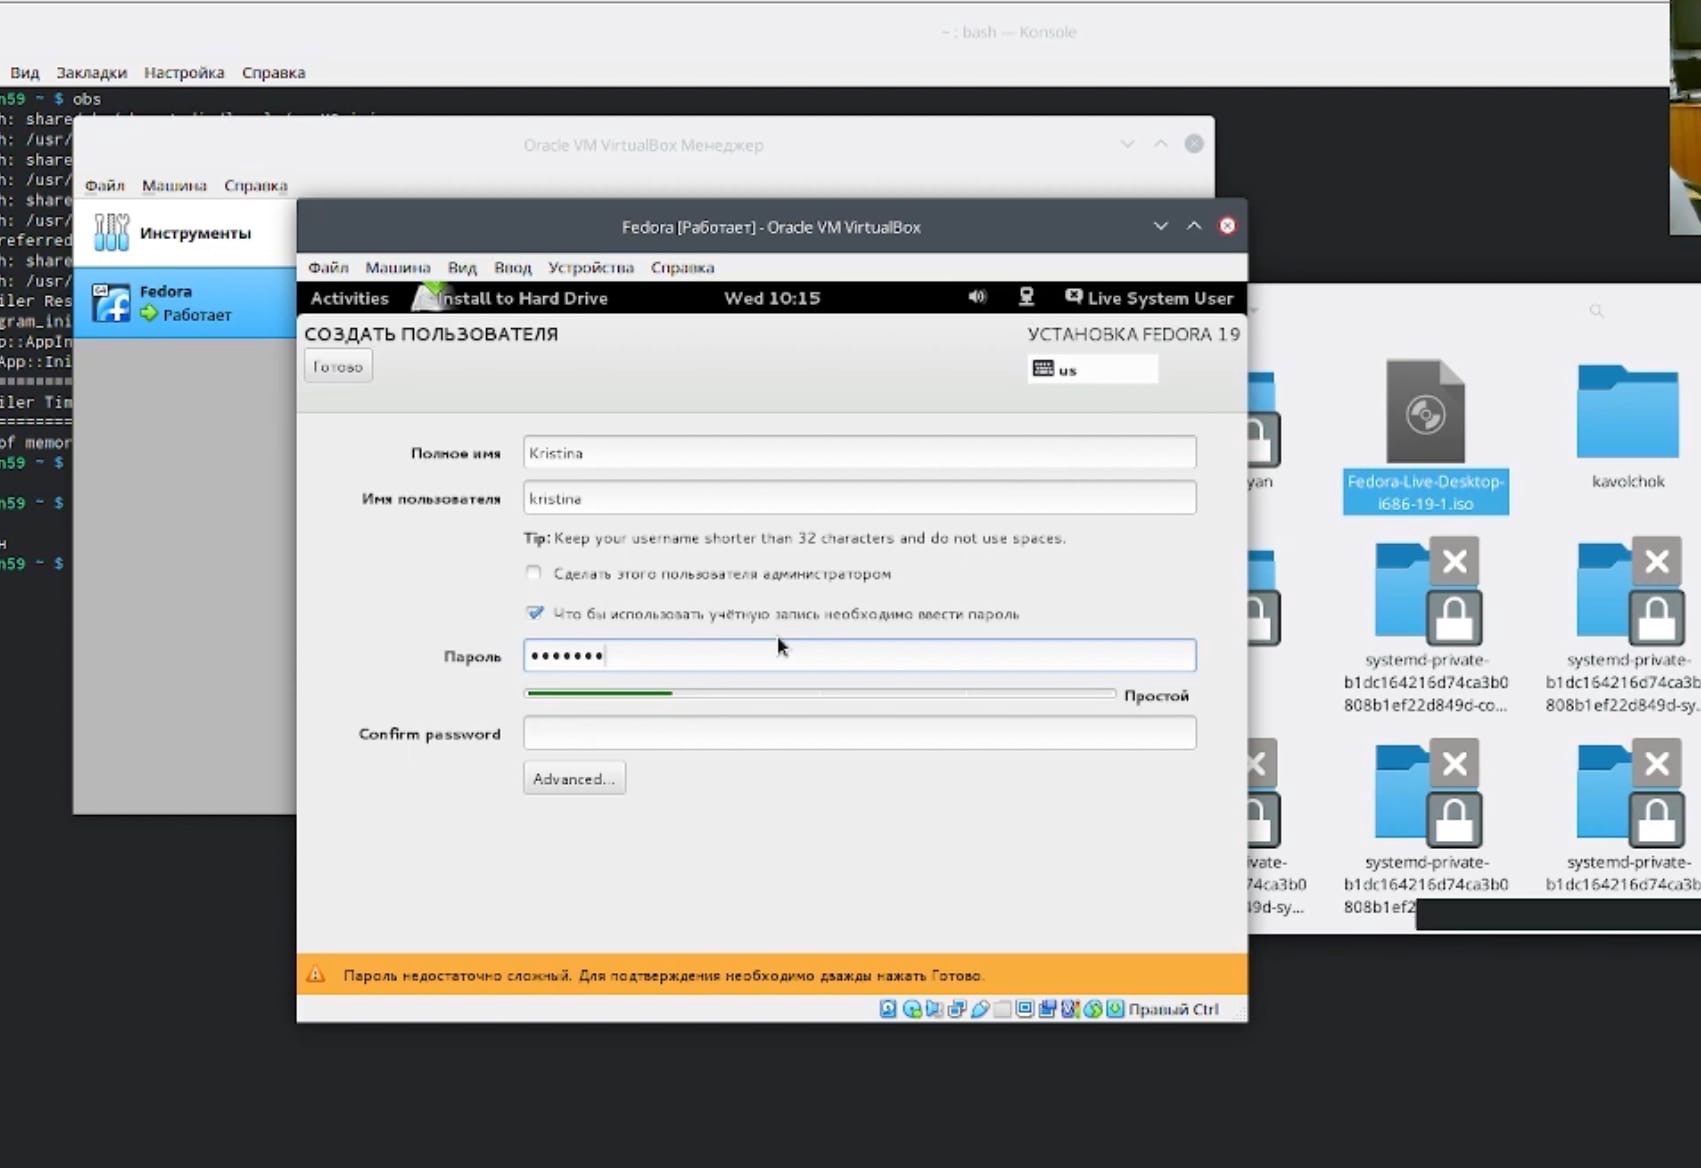 ~ : bash — Konsole
Вид Закладки Настройка Справка
n59 ~ $ obs
h: share
h: /usr/
h: share
h: /usr/
h: share
h: /usr/
referred
h: share
h: /usr/
iler Res
gram_ini
p::AppIn
App::Ini
iler Tim
of memor
n59 ~ $
n59 ~ $
н
n59 ~ $
Oracle VM VirtualBox Менеджер
Файл Машина Справка
Инструменты
Fedora
Работает
Fedora [Работает] - Oracle VM VirtualBox
Файл Машина Вид Ввод Устройства Справка
Activities Install to Hard Drive Wed 10:15 Live System User
СОЗДАТЬ ПОЛЬЗОВАТЕЛЯ УСТАНОВКА FEDORA 19
Готово us
Полное имя Kristina
Имя пользователя kristina
Tip: Keep your username shorter than 32 characters and do not use spaces.
Сделать этого пользователя администратором
Что бы использовать учётную запись необходимо ввести пароль
Пароль •••••••
Простой
Confirm password
Advanced...
Пароль недостаточно сложный. Для подтверждения необходимо дважды нажать Готово.
Правый Ctrl
yan
Fedora-Live-Desktop-
i686-19-1.iso
kavolchok
systemd-private-
b1dc164216d74ca3b0
808b1ef22d849d-co...
systemd-private-
b1dc164216d74ca3b
808b1ef22d849d-sy..
ivate-
74ca3b0
49d-sy...
systemd-private-
b1dc164216d74ca3b0
808b1ef2
systemd-private-
b1dc164216d74ca3b